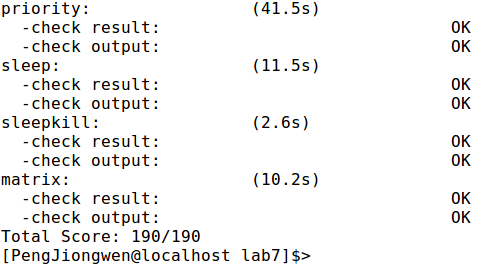 priority:                (41.5s)
  -check result:                             OK
  -check output:                             OK
sleep:                   (11.5s)
  -check result:                             OK
  -check output:                             OK
sleepkill:               (2.6s)
  -check result:                             OK
  -check output:                             OK
matrix:                  (10.2s)
  -check result:                             OK
  -check output:                             OK
Total Score: 190/190
[PengJiongwen@localhost lab7]$>